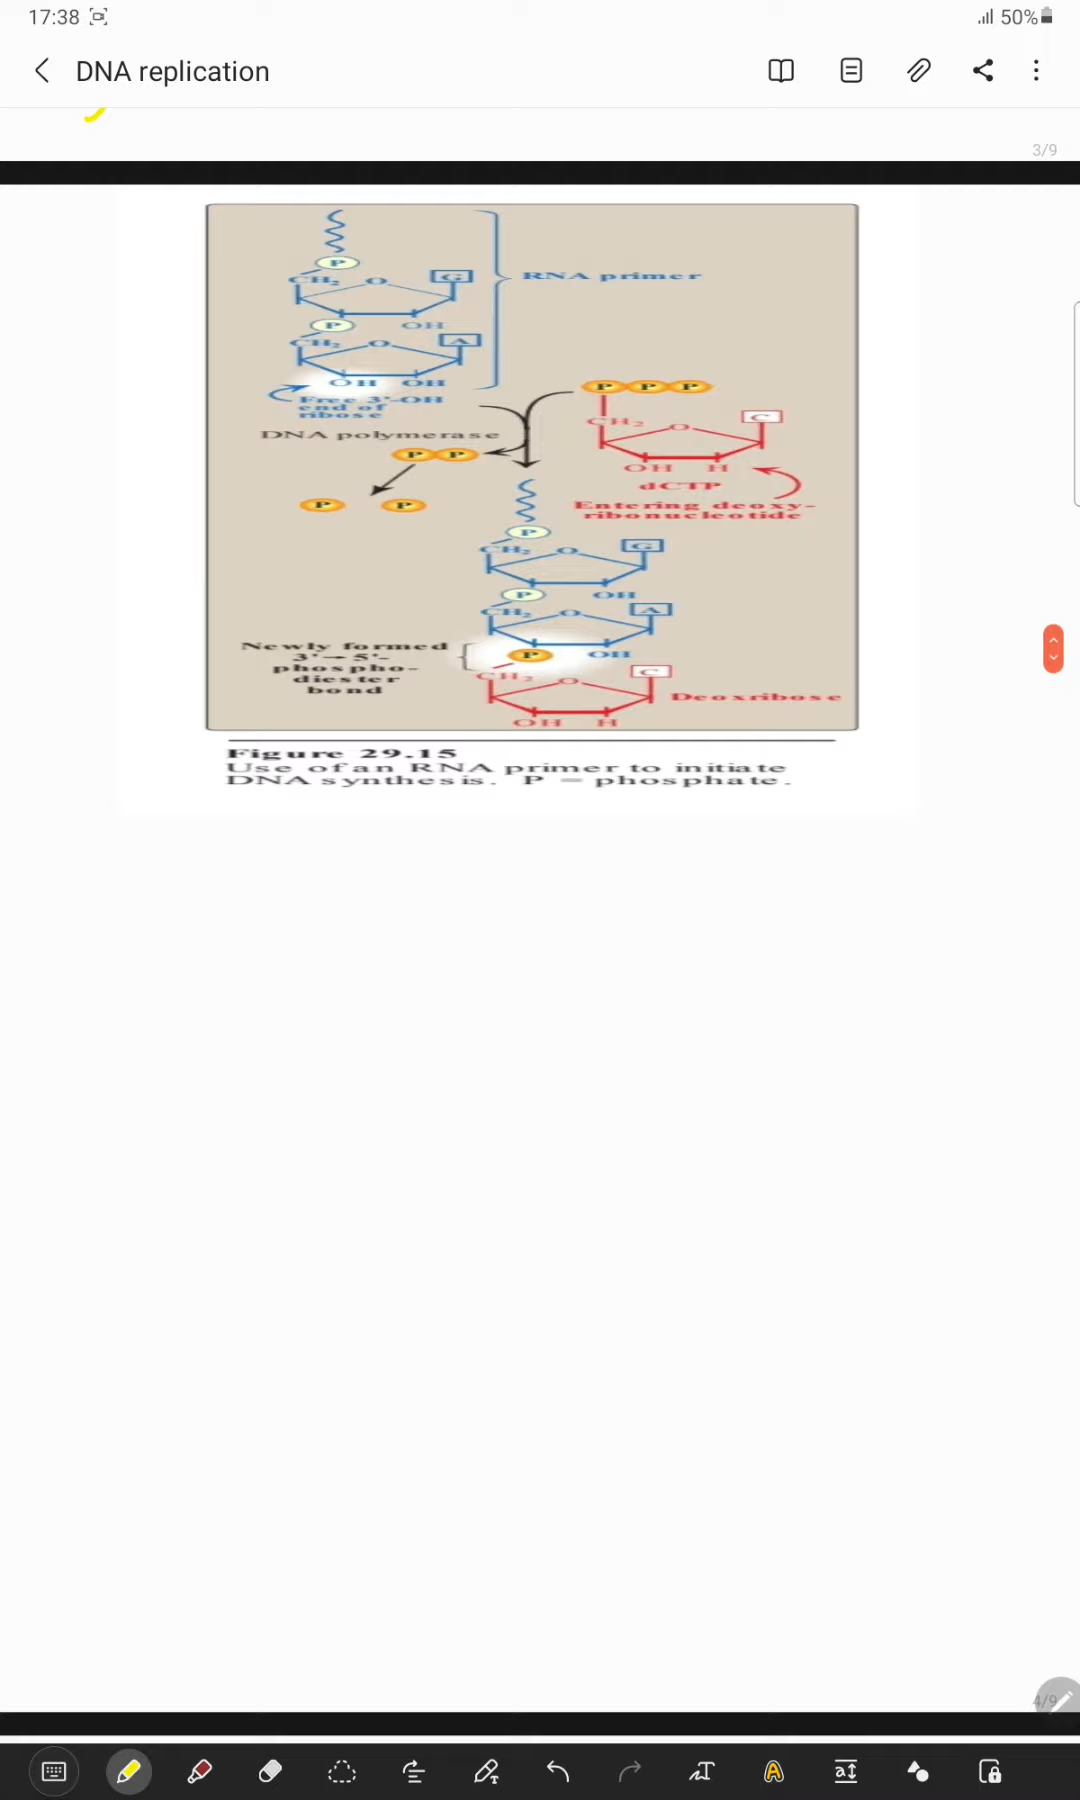 17:38
50%
DNA replication
3/9
P
CH₂ O G
RNA primer
P OH
CH₂ O A
OH OH
Free 3'-OH
end of
ribose
P P P
CH₂ O C
OH H
dCTP
Entering deoxy-
ribonucleotide
DNA polymerase
P P
P P
P
CH₂ O G
P OH
CH₂ O A
Newly formed
3'→5'-
phospho-
diester
bond
P OH
CH₂ O C
Deoxribose
OH H
Figure 29.15
Use of an RNA primer to initiate
DNA synthesis. P = phosphate.
4/9